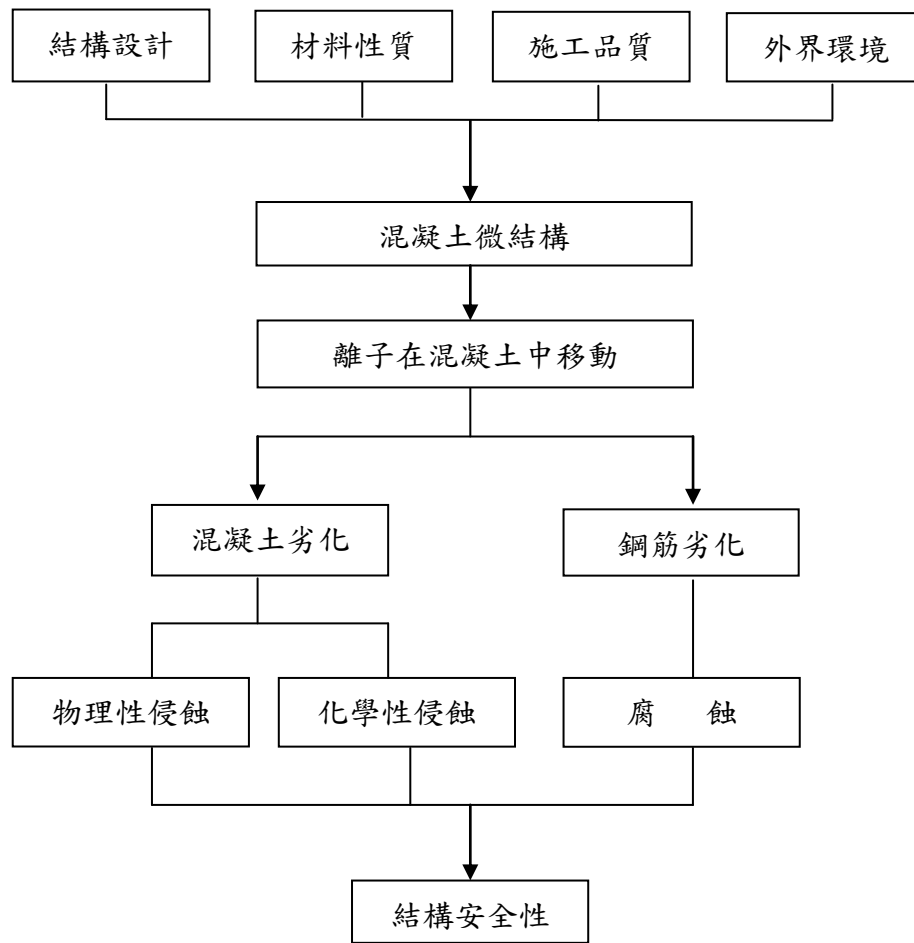 結構設計
材料性質
施工品質
外界環境
混凝土微結構
離子在混凝土中移動
混凝土劣化
鋼筋劣化
物理性侵蝕
化學性侵蝕
腐 蝕
結構安全性